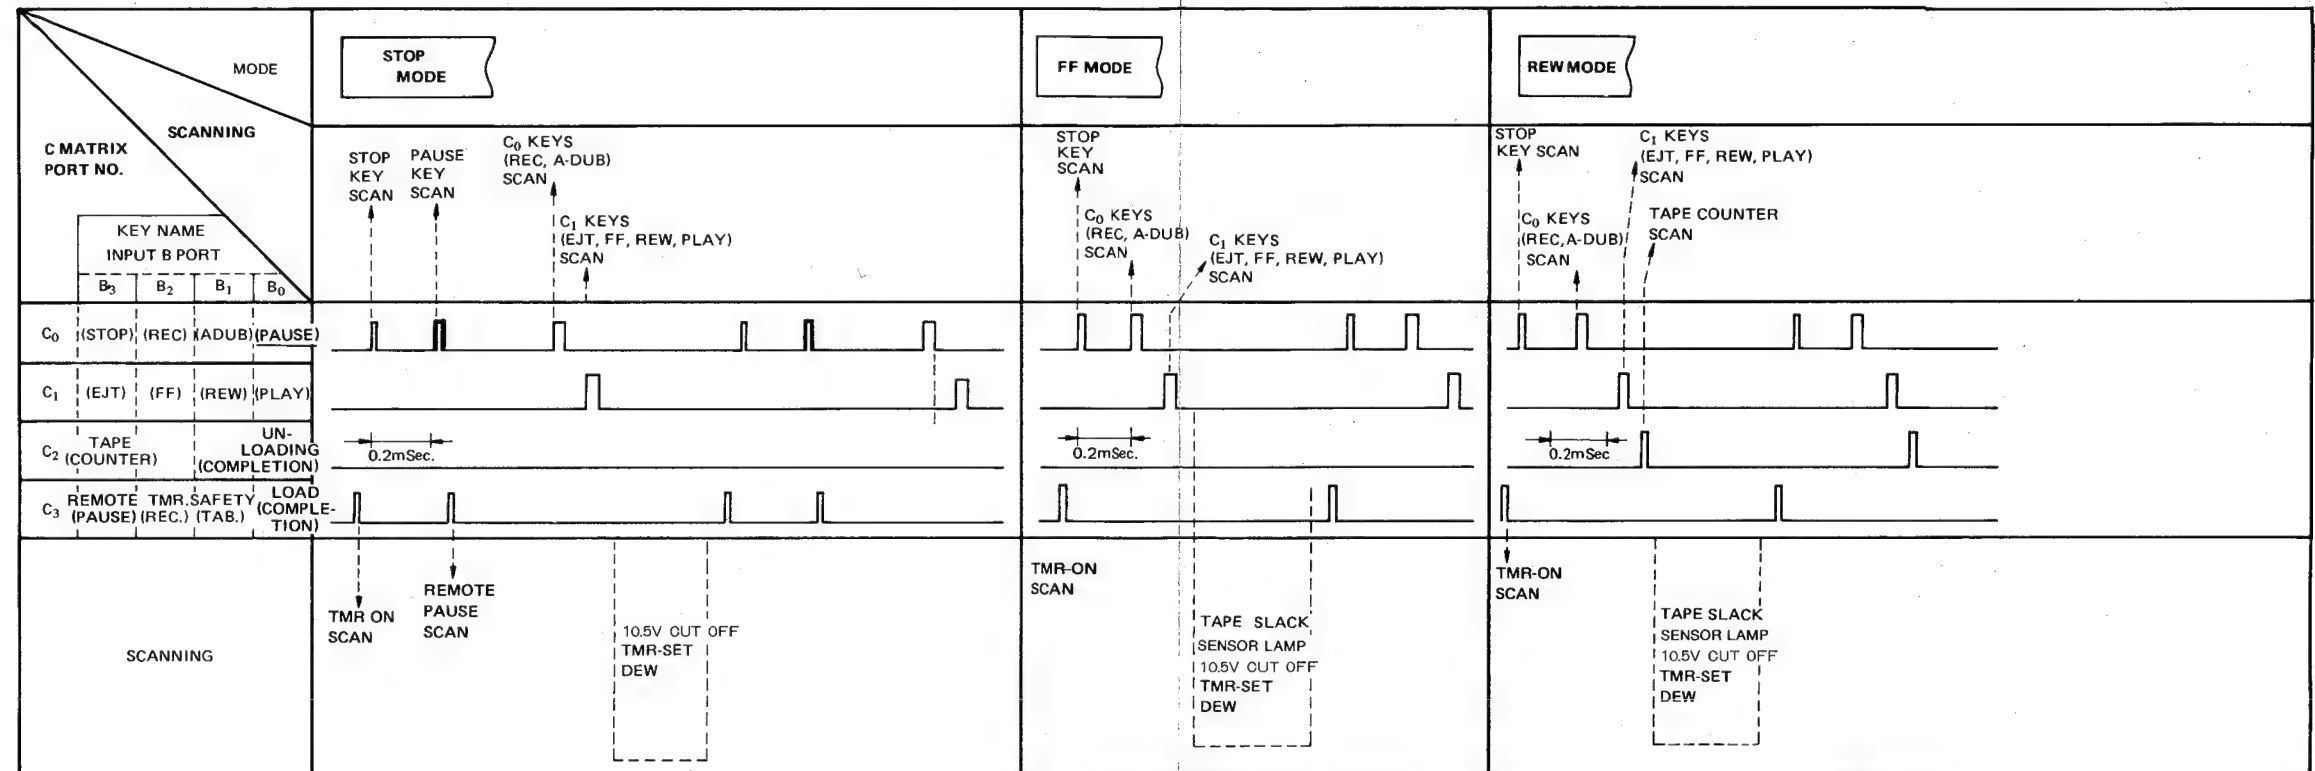 MODE
SCANNING
C MATRIX
PORT NO.
KEY NAME
INPUT B PORT
B3 B2 B1 B0
STOP
MODE
FF MODE
REW MODE
STOP
KEY
SCAN
PAUSE
KEY
SCAN
C0 KEYS
(REC, A-DUB)
SCAN
C1 KEYS
(EJT, FF, REW, PLAY)
SCAN
STOP
KEY
SCAN
C0 KEYS
(REC, A-DUB)
SCAN
C1 KEYS
(EJT, FF, REW, PLAY)
SCAN
STOP
KEY SCAN
C0 KEYS
(REC, A-DUB)
SCAN
C1 KEYS
(EJT, FF, REW, PLAY)
SCAN
TAPE COUNTER
SCAN
C0 (STOP) (REC) (ADUB) (PAUSE)
C1 (EJT) (FF) (REW) (PLAY)
C2 TAPE
(COUNTER)
UN-
LOADING
(COMPLETION)
0.2mSec.
0.2mSec.
0.2mSec
C3 REMOTE
(PAUSE)
TMR.
(REC.)
SAFETY
(TAB.)
LOAD
(COMPLE-
TION)
SCANNING
TMR ON
SCAN
REMOTE
PAUSE
SCAN
10.5V CUT OFF
TMR-SET
DEW
TMR-ON
SCAN
TAPE SLACK
SENSOR LAMP
10.5V CUT OFF
TMR-SET
DEW
TMR-ON
SCAN
TAPE SLACK
SENSOR LAMP
10.5V CUT OFF
TMR-SET
DEW